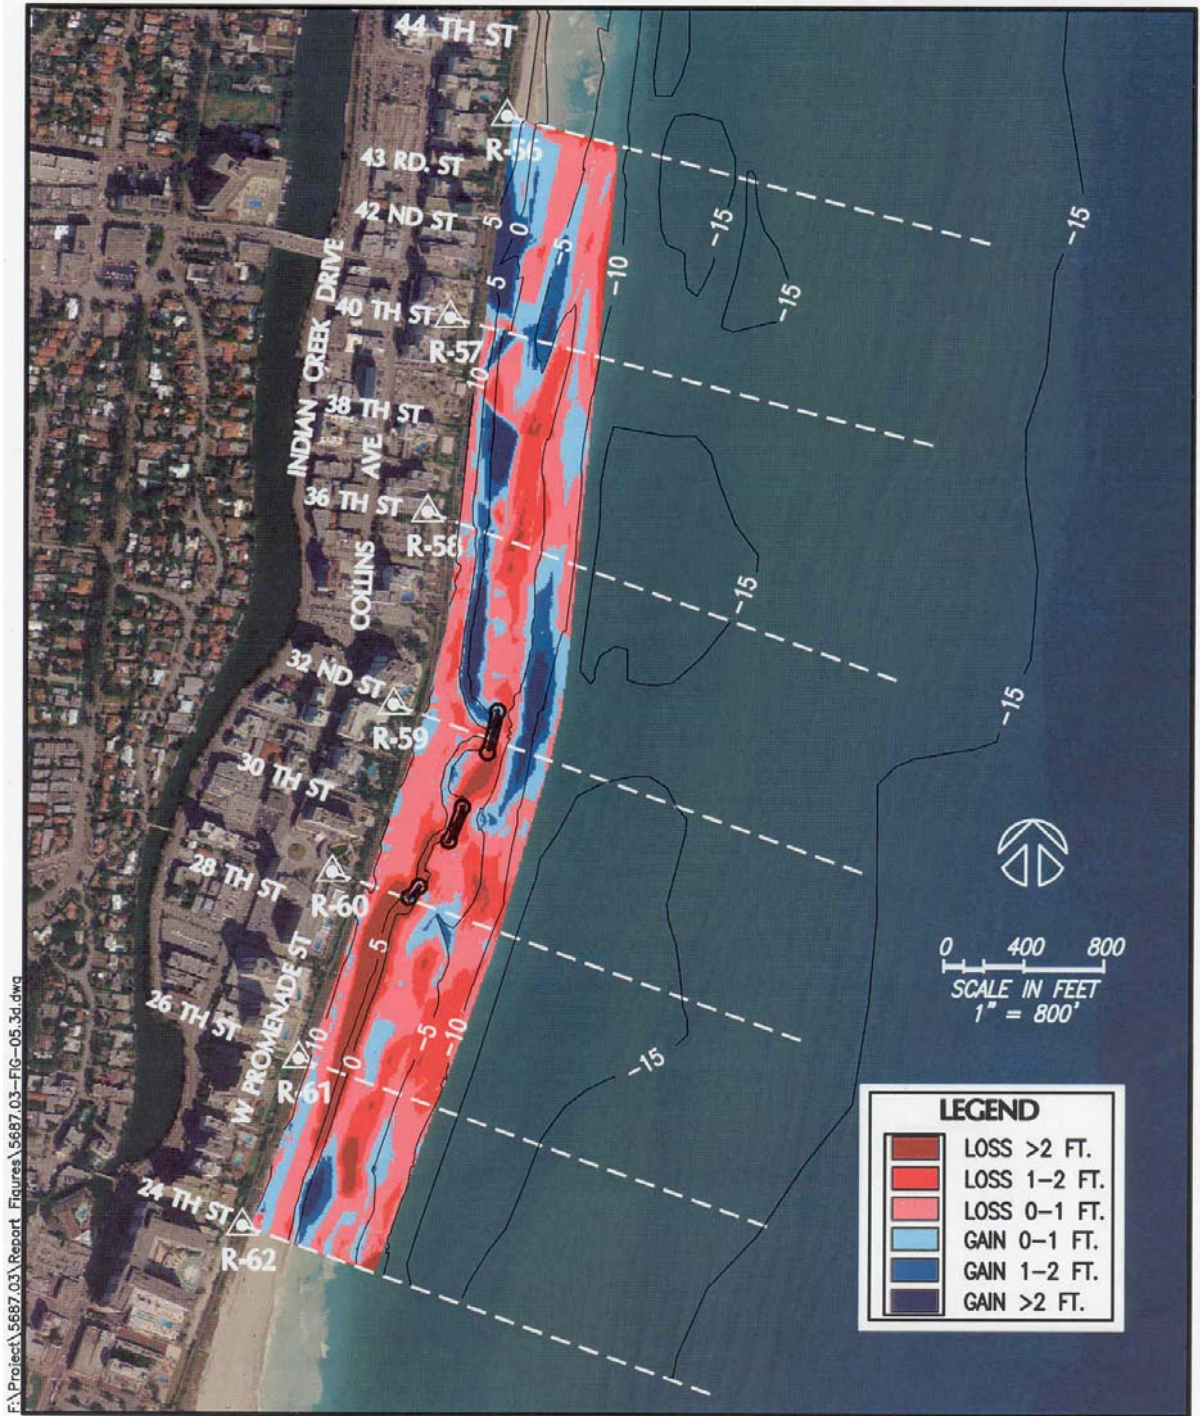 44 TH ST
R-56
43 RD. ST
42 ND ST
5
0
-5
-15
-15
-10
5
-15
INDIAN CREEK DRIVE
40 TH ST
R-57
10
38 TH ST
AVE
COLLINS
36 TH ST
R-58
-15
32 ND ST
R-59
-15
30 TH ST
28 TH ST
R-60
5
W PROMENADE ST
26 TH ST
R-61
10
0
-5
-10
-15
24 TH ST
R-62
0 400 800
SCALE IN FEET
1" = 800'
LEGEND
LOSS >2 FT.
LOSS 1-2 FT.
LOSS 0-1 FT.
GAIN 0-1 FT.
GAIN 1-2 FT.
GAIN >2 FT.
F:\Project\5687.03\Report Figures\5687.03-FIG-05.3d.dwg